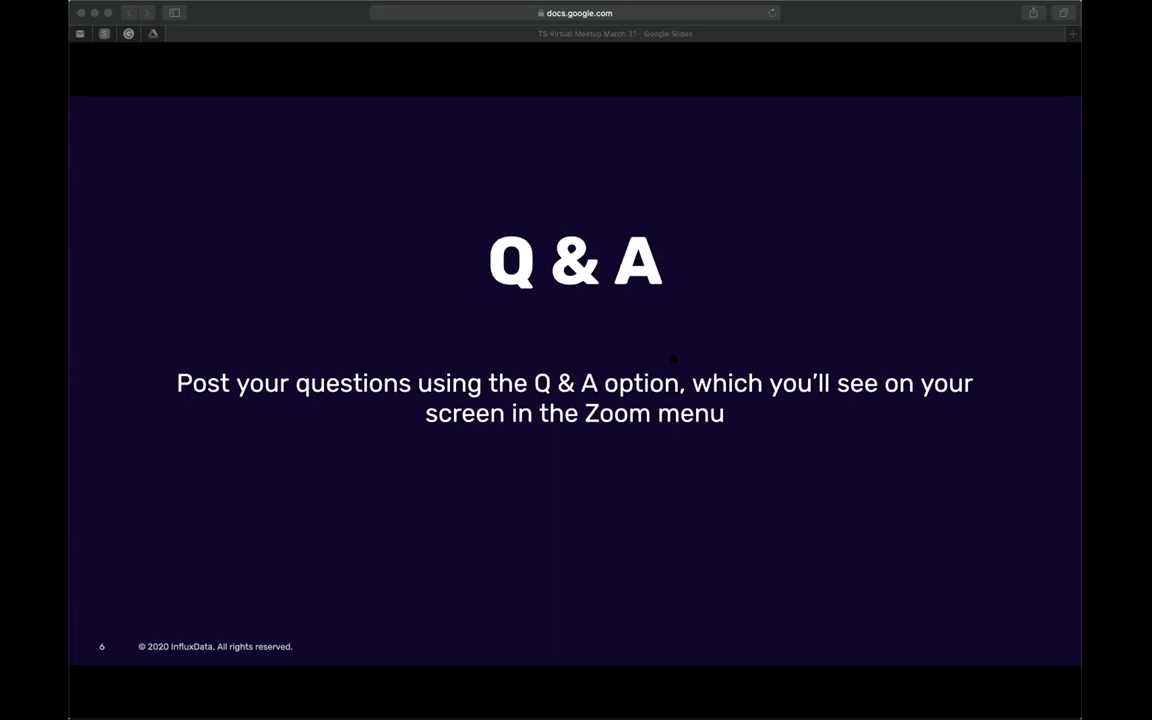 docs.google.com
TS Virtual Meetup March 31 - Google Slides
Q & A
Post your questions using the Q & A option, which you’ll see on your
screen in the Zoom menu
6
© 2020 InfluxData. All rights reserved.